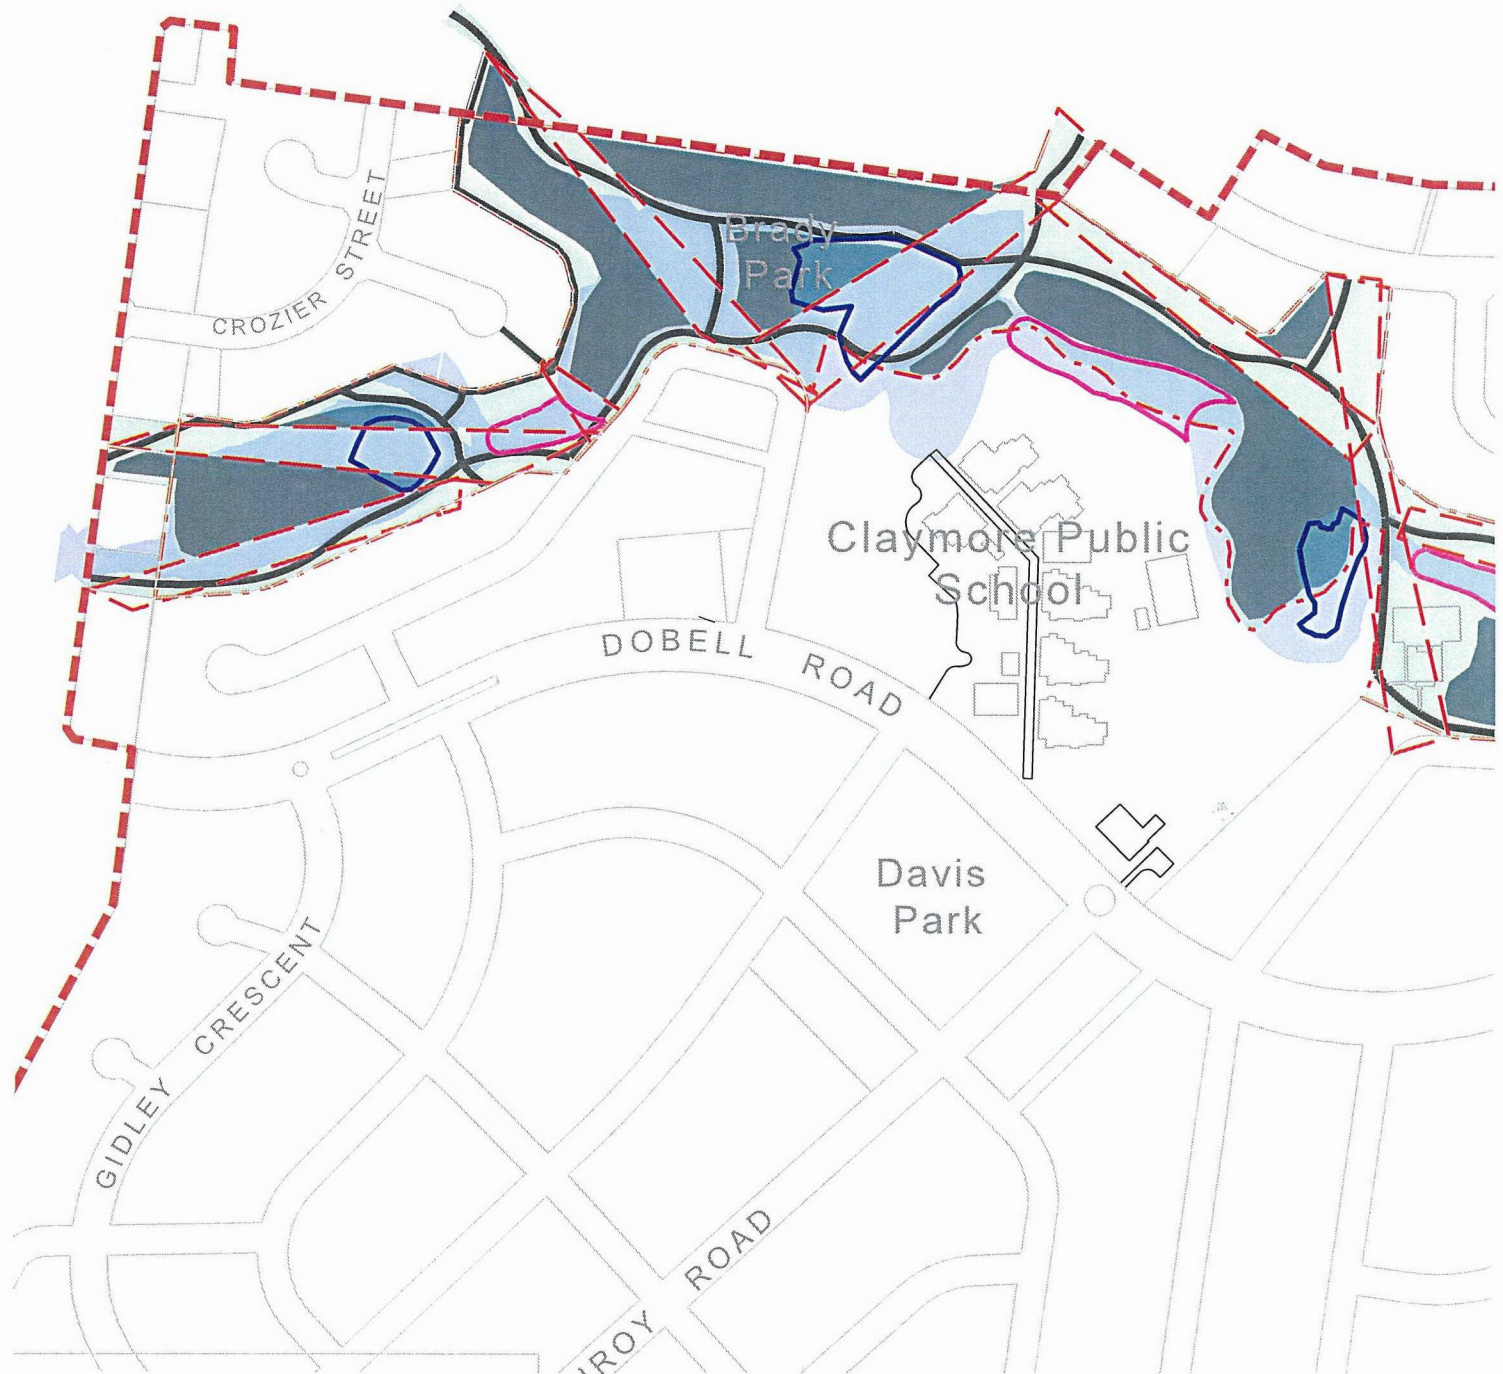 Brady
Park
CROZIER STREET
Claymore Public
School
DOBELL ROAD
Davis
Park
GIDLEY CRESCENT
ROAD